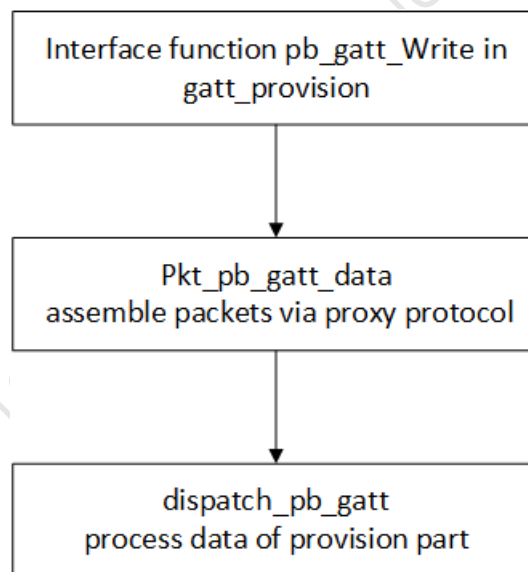 Interface function pb_gatt_Write in
gatt_provision
Pkt_pb_gatt_data
assemble packets via proxy protocol
dispatch_pb_gatt
process data of provision part